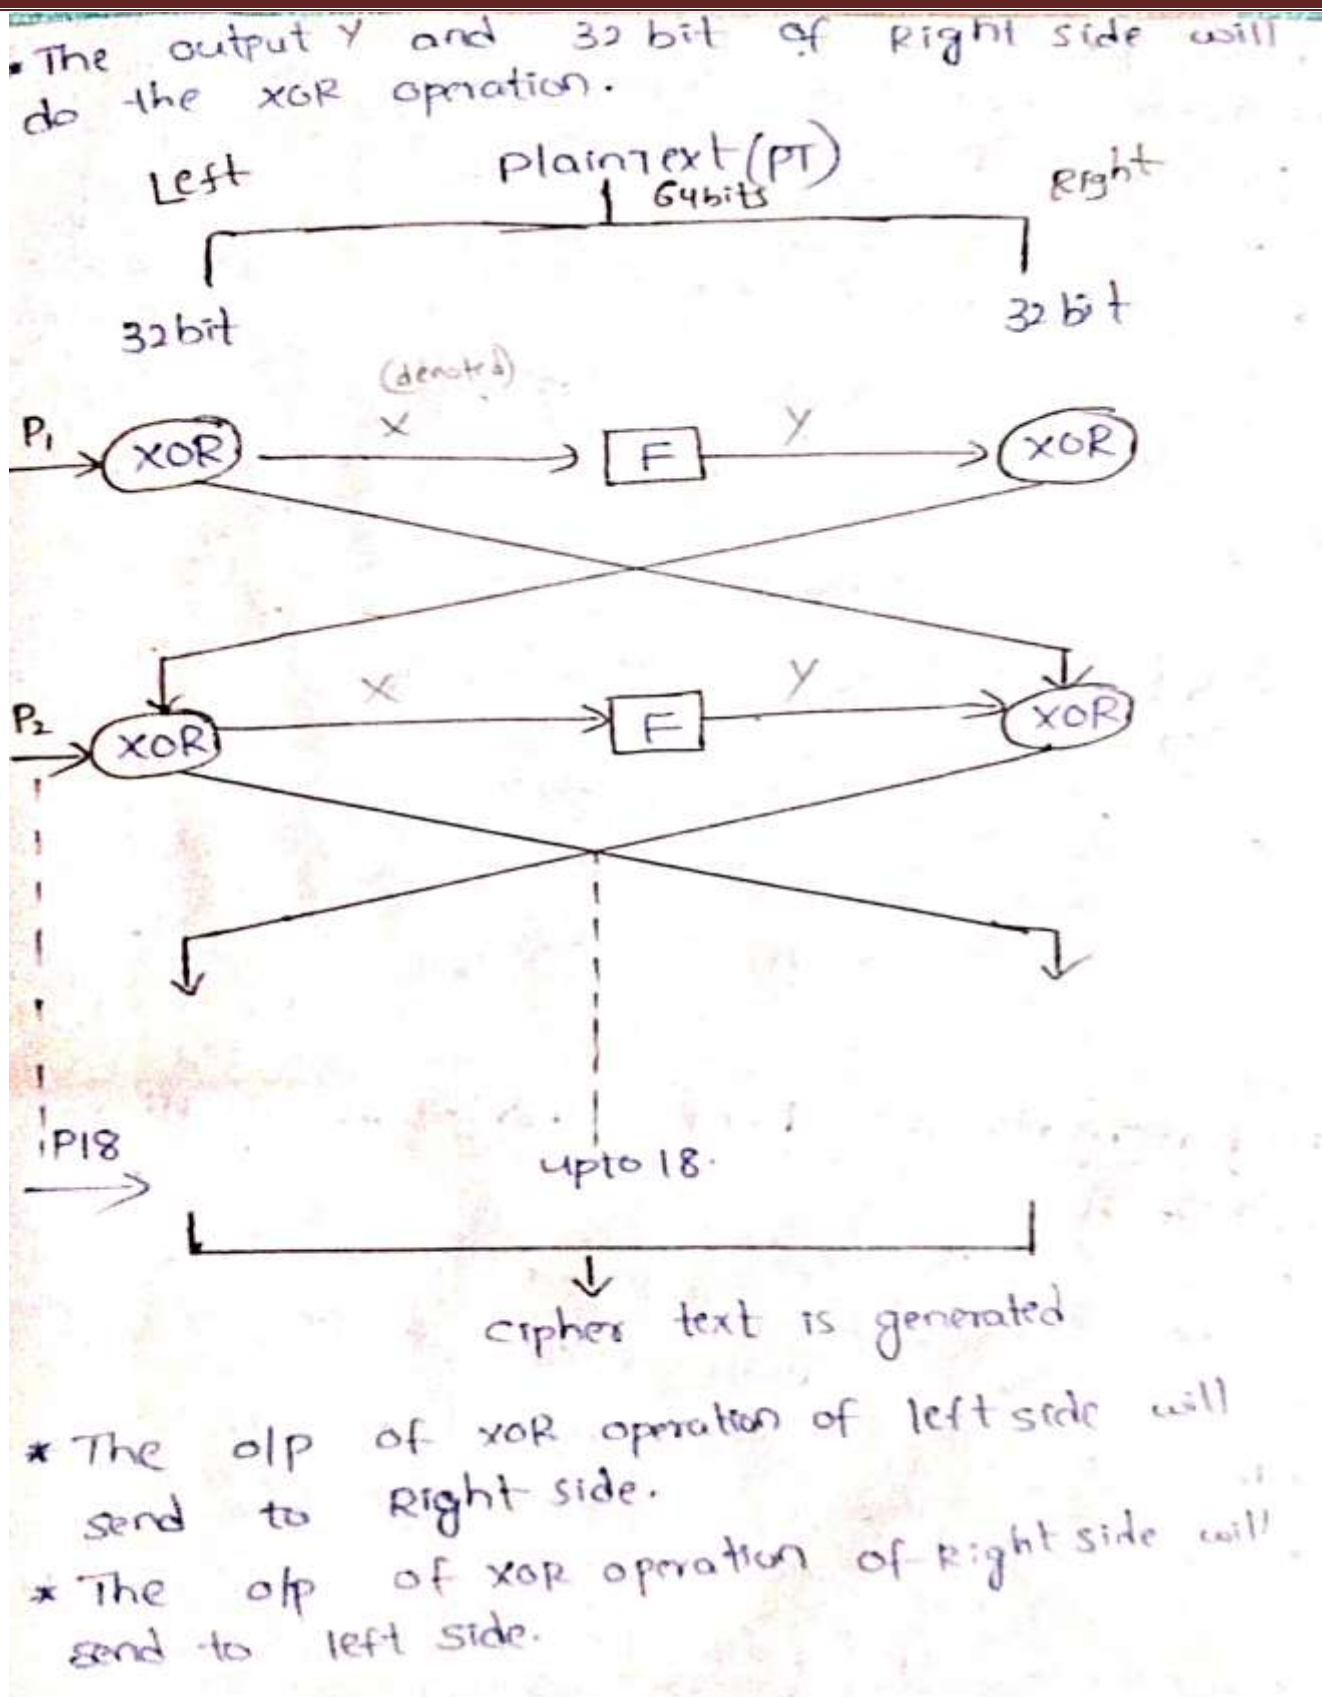 • The output Y and 32 bit of Right side will
do the XOR operation.
Left PlainText (PT) Right
64bits
32bit 32 bit
(denoted)
P1 XOR X F Y XOR
P2 XOR X F Y XOR
P18
upto 18.
cipher text is generated
* The o/p of XOR operation of left side will
send to Right side.
* The o/p of XOR operation of Right side will
send to left side.